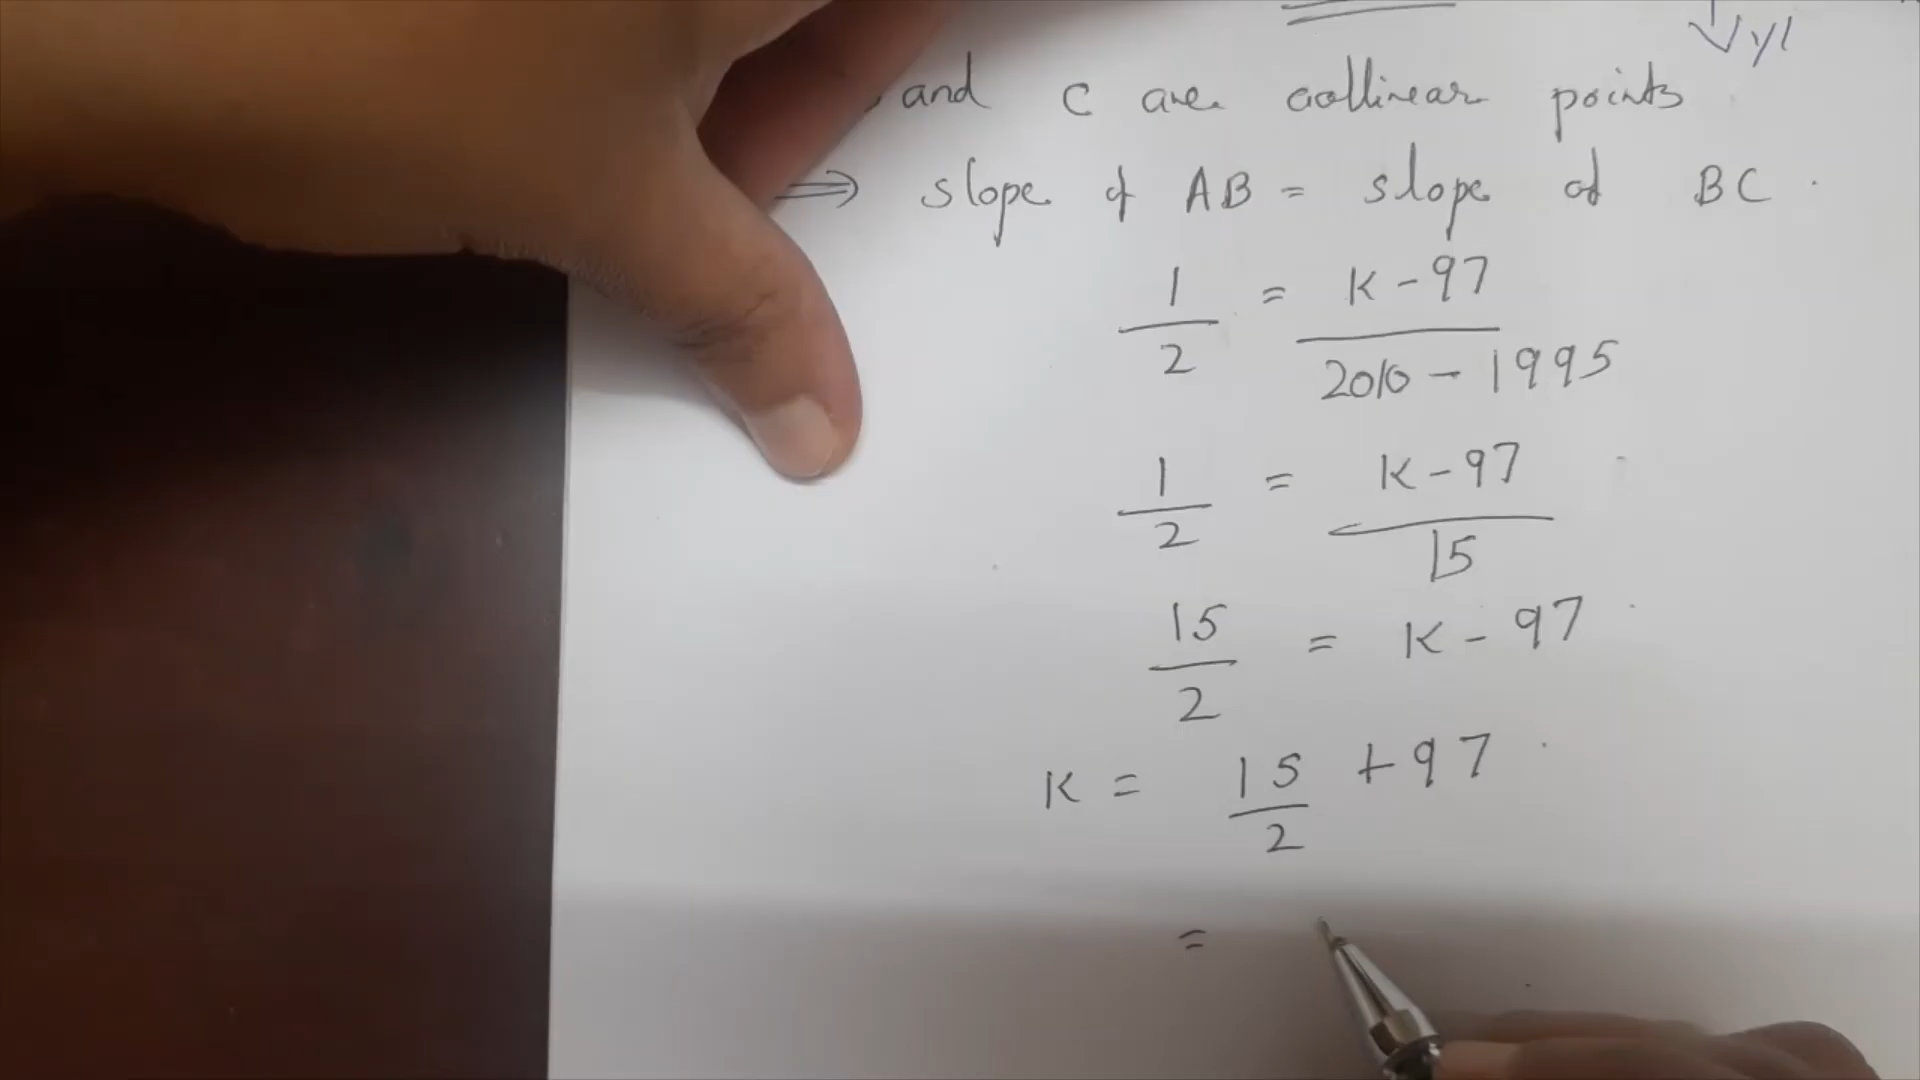 y1
and C are collinear points
⇒ slope of AB = slope of BC.
1/2 = K-97/2010-1995
1/2 = K-97/15
15/2 = K-97
K = 15/2 +97
=